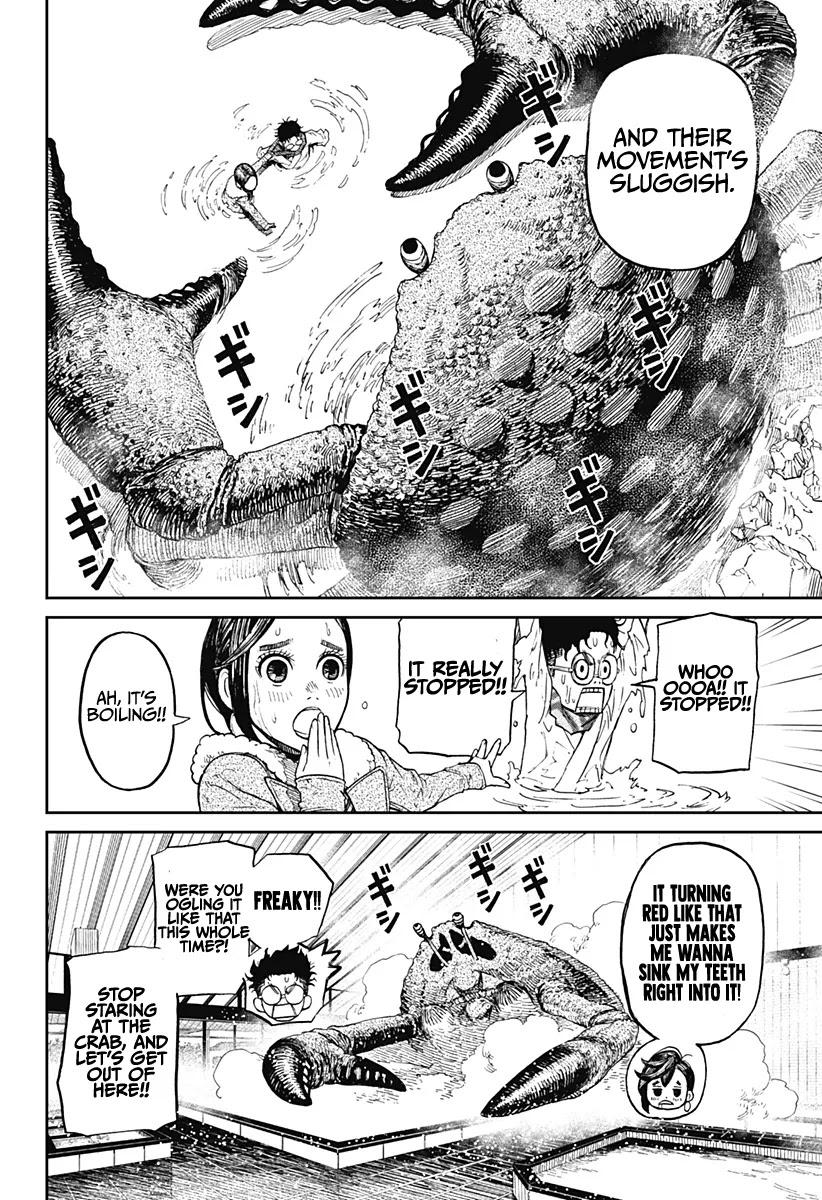 AND THEIR
MOVEMENT'S
SLUGGISH.
ギシ
ギシ
ギシ
ギシ
ギシ
ギシ
WHOO
OOOA!! IT
STOPPED!!
IT REALLY
STOPPED!!
AH, IT'S
BOILING!!
IT TURNING
RED LIKE THAT
JUST MAKES
ME WANNA
SINK MY TEETH
RIGHT INTO IT!
ギシ
ギシ
ギシ
FREAKY!!
WERE YOU
OGLING IT
LIKE THAT
THIS WHOLE
TIME?!
STOP
STARING
AT THE
CRAB, AND
LET'S GET
OUT OF
HERE!!